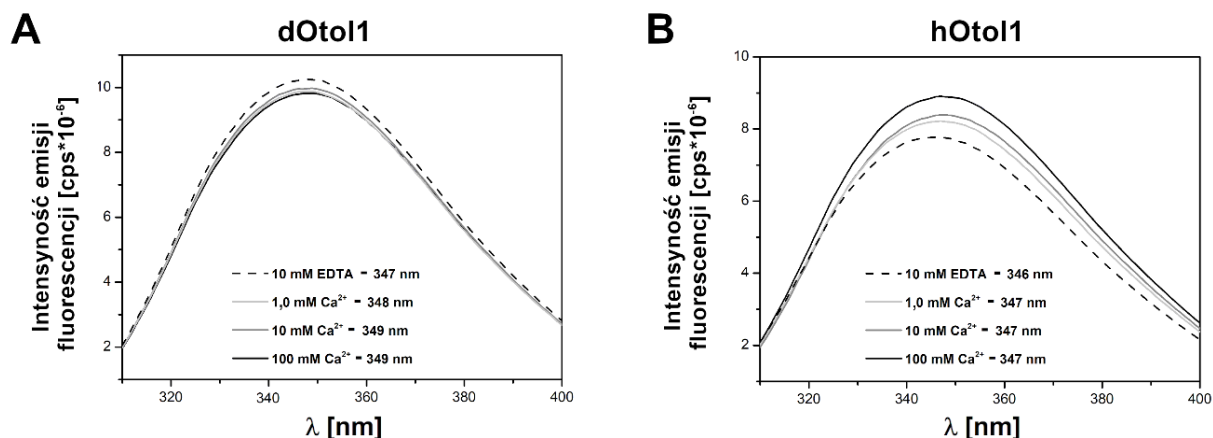 A
dOtol1
Intensyność emisji
fluorescencji [cps*10⁻⁶]
10
8
6
4
2
10 mM EDTA - 347 nm
1,0 mM Ca²⁺ - 348 nm
10 mM Ca²⁺ - 349 nm
100 mM Ca²⁺ - 349 nm
320 340 360 380 400
λ [nm]
B
hOtol1
Intensyność emisji
fluorescencji [cps*10⁻⁶]
10
8
6
4
2
10 mM EDTA - 346 nm
1,0 mM Ca²⁺ - 347 nm
10 mM Ca²⁺ - 347 nm
100 mM Ca²⁺ - 347 nm
320 340 360 380 400
λ [nm]